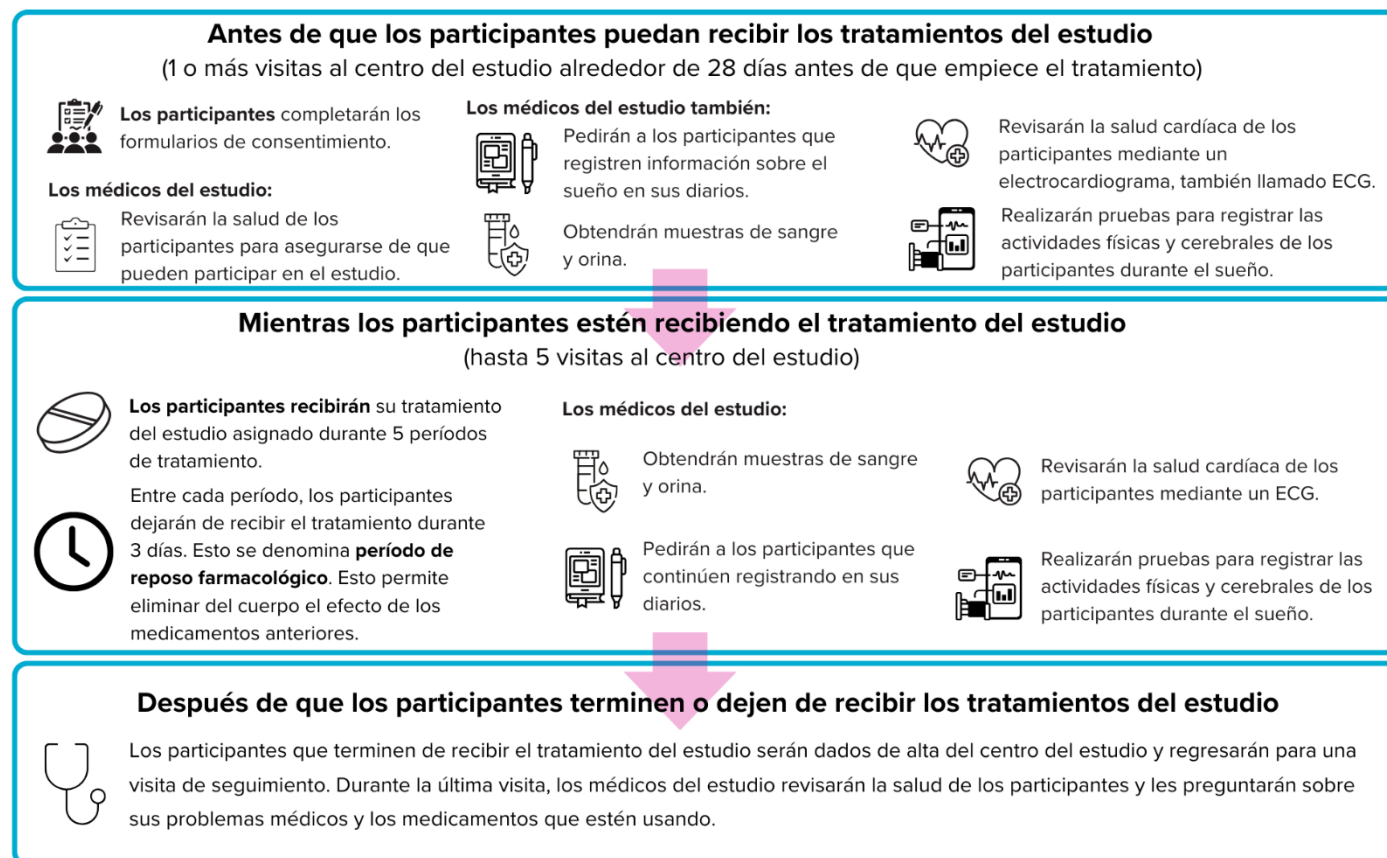 Antes de que los participantes puedan recibir los tratamientos del estudio
(1 o más visitas al centro del estudio alrededor de 28 días antes de que empiece el tratamiento)
Los participantes completarán los
formularios de consentimiento.
Los médicos del estudio:
Revisarán la salud de los
participantes para asegurarse de que
pueden participar en el estudio.
Los médicos del estudio también:
Pedirán a los participantes que
registren información sobre el
sueño en sus diarios.
Obtendrán muestras de sangre
y orina.
Revisarán la salud cardíaca de los
participantes mediante un
electrocardiograma, también llamado ECG.
Realizarán pruebas para registrar las
actividades físicas y cerebrales de los
participantes durante el sueño.
Mientras los participantes estén recibiendo el tratamiento del estudio
(hasta 5 visitas al centro del estudio)
Los participantes recibirán su tratamiento
del estudio asignado durante 5 períodos
de tratamiento.
Entre cada período, los participantes
dejarán de recibir el tratamiento durante
3 días. Esto se denomina período de
reposo farmacológico. Esto permite
eliminar del cuerpo el efecto de los
medicamentos anteriores.
Los médicos del estudio:
Obtendrán muestras de sangre
y orina.
Pedirán a los participantes que
continúen registrando en sus
diarios.
Revisarán la salud cardíaca de los
participantes mediante un ECG.
Realizarán pruebas para registrar las
actividades físicas y cerebrales de los
participantes durante el sueño.
Después de que los participantes terminen o dejen de recibir los tratamientos del estudio
Los participantes que terminen de recibir el tratamiento del estudio serán dados de alta del centro del estudio y regresarán para una
visita de seguimiento. Durante la última visita, los médicos del estudio revisarán la salud de los participantes y les preguntarán sobre
sus problemas médicos y los medicamentos que estén usando.